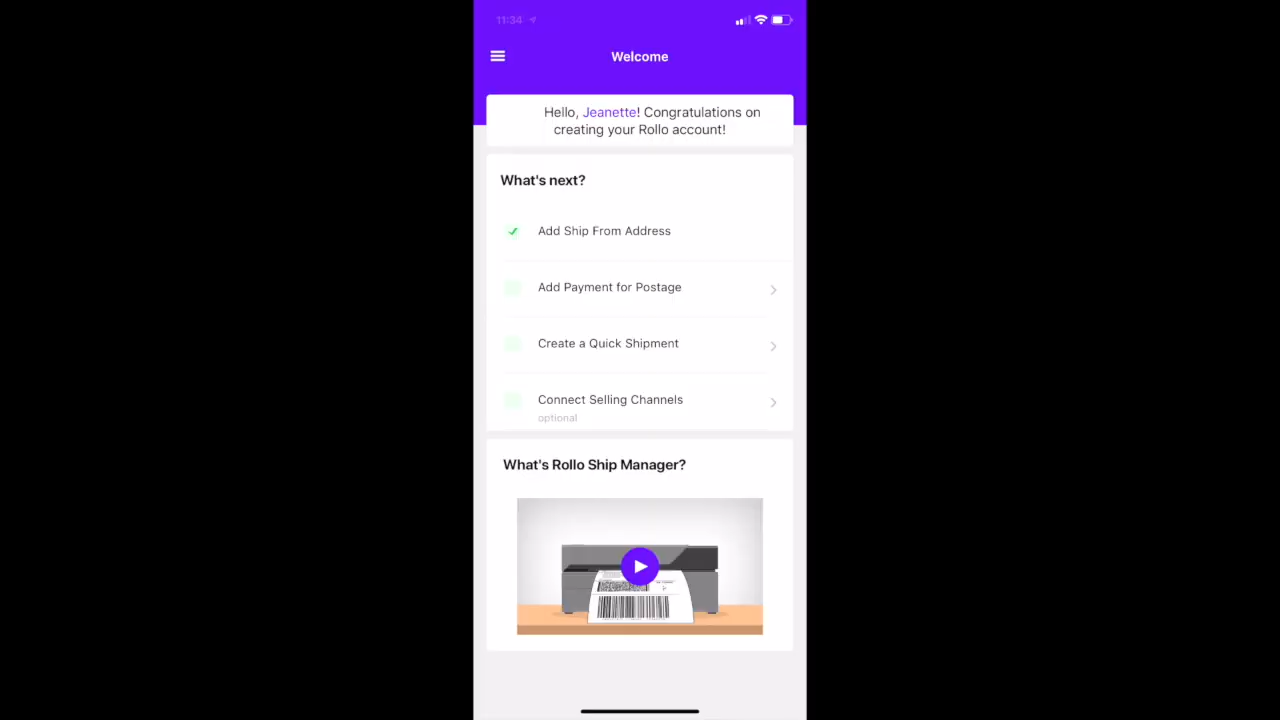 11:34
Welcome
Hello, Jeanette! Congratulations on
creating your Rollo account!
What's next?
Add Ship From Address
Add Payment for Postage
Create a Quick Shipment
Connect Selling Channels
optional
What's Rollo Ship Manager?